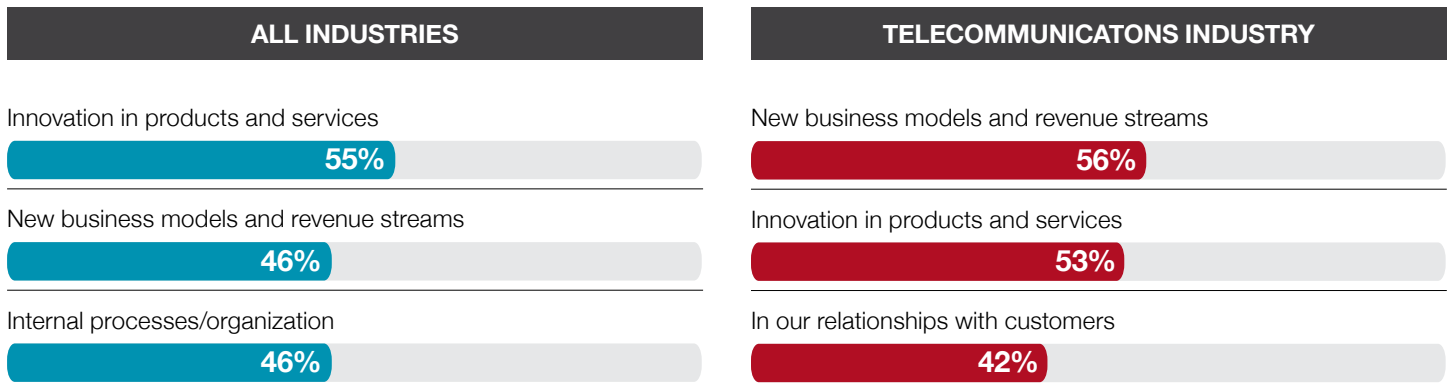 ALL INDUSTRIES
Innovation in products and services
55%
New business models and revenue streams
46%
Internal processes/organization
46%
TELECOMMUNICATONS INDUSTRY
New business models and revenue streams
56%
Innovation in products and services
53%
In our relationships with customers
42%